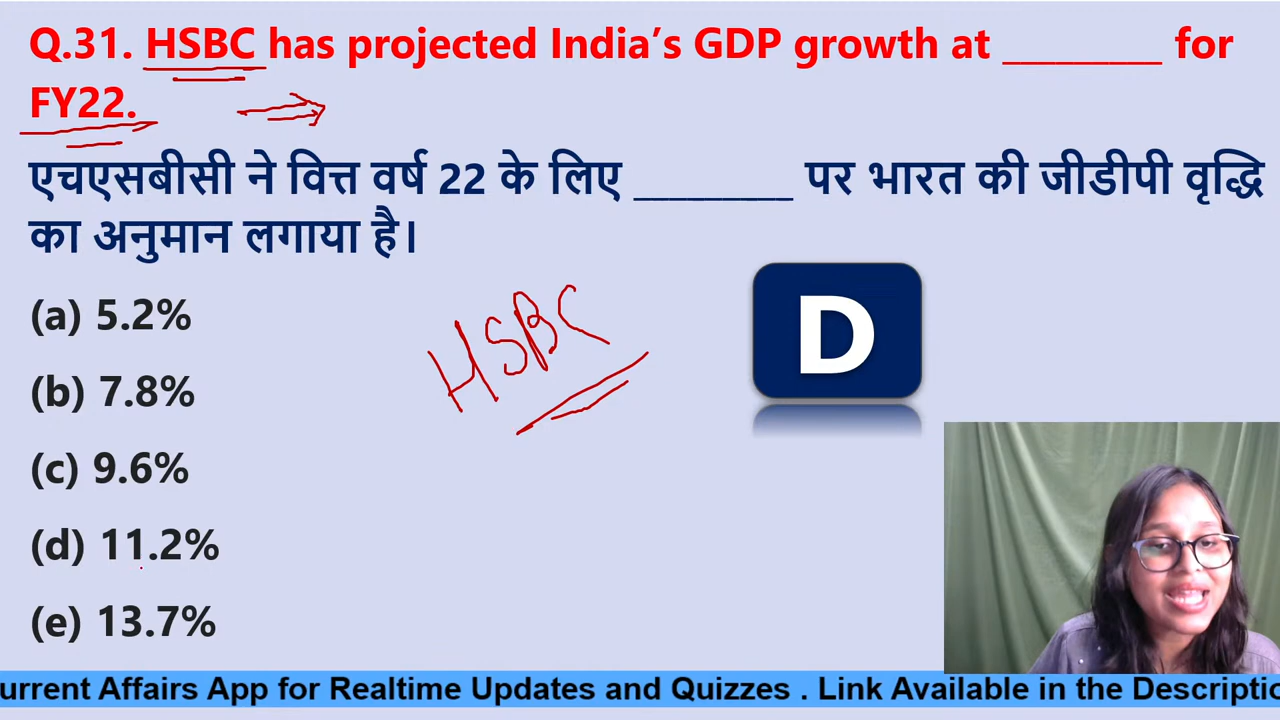 Q.31. HSBC has projected India’s GDP growth at _________ for
FY22.
एचएसबीसी ने वित्त वर्ष 22 के लिए _________ पर भारत की जीडीपी वृद्धि
का अनुमान लगाया है।
(a) 5.2%
HSBC
D
(b) 7.8%
(c) 9.6%
(d) 11.2%
(e) 13.7%
urrent Affairs App for Realtime Updates and Quizzes . Link Available in the Descriptio